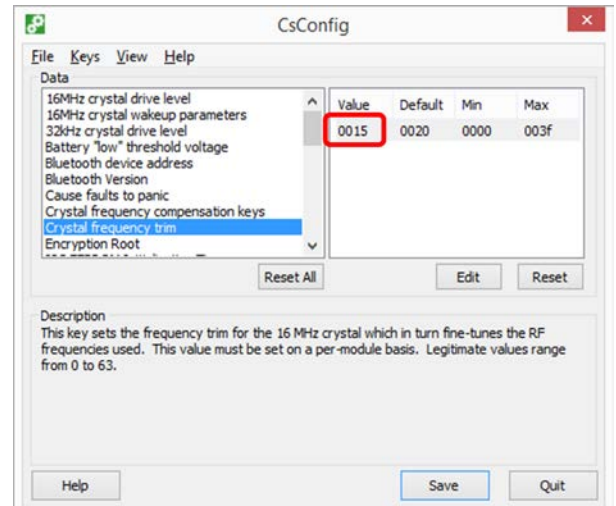 CsConfig
File Keys View Help
Data
16MHz crystal drive level
16MHz crystal wakeup parameters
32kHz crystal drive level
Battery "low" threshold voltage
Bluetooth device address
Bluetooth Version
Cause faults to panic
Crystal frequency compensation keys
Crystal frequency trim
Encryption Root
Value Default Min Max
0015 0020 0000 003f
Reset All Edit Reset
Description
This key sets the frequency trim for the 16 MHz crystal which in turn fine-tunes the RF
frequencies used. This value must be set on a per-module basis. Legitimate values range
from 0 to 63.
Help Save Quit